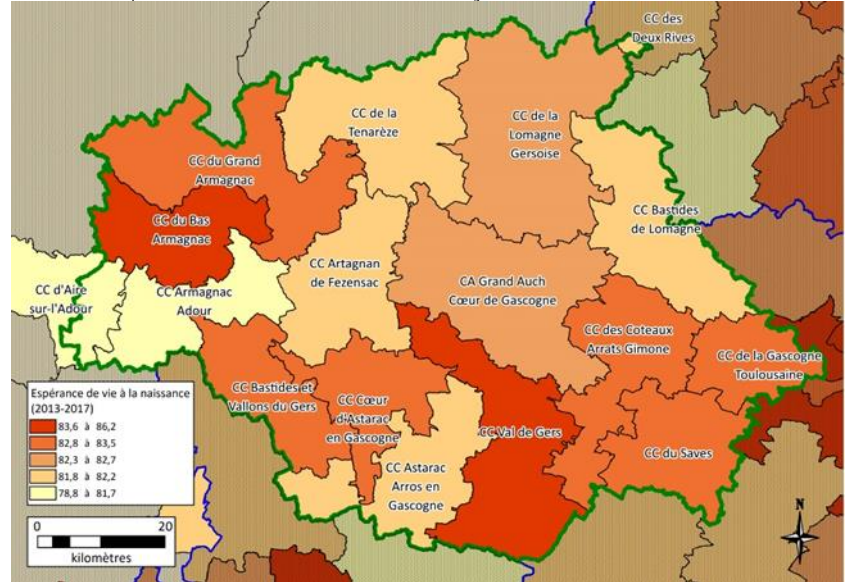 CC des
Deux Rives
CC de la
Tenarèze
CC de la
Lomagne
Gersoise
CC du Grand
Armagnac
CC du Bas
Armagnac
CC Bastides
de Lomagne
CC d'Aire
sur-l'Adour
CC Armagnac
Adour
CC Artagnan
de Fezensac
CA Grand Auch
Cœur de Gascogne
CC des Coteaux
Arrats Gimone
CC de la Gascogne
Toulousaine
CC Bastides et
Vallons du Gers
CC Cœur
d'Astarac
en Gascogne
CC Val de Gers
CC du Saves
CC Astarac
Arros en
Gascogne
Espérance de vie à la naissance
(2013-2017)
83,6 à 86,2
82,8 à 83,5
82,3 à 82,7
81,8 à 82,2
78,8 à 81,7
0 20
kilomètres
N